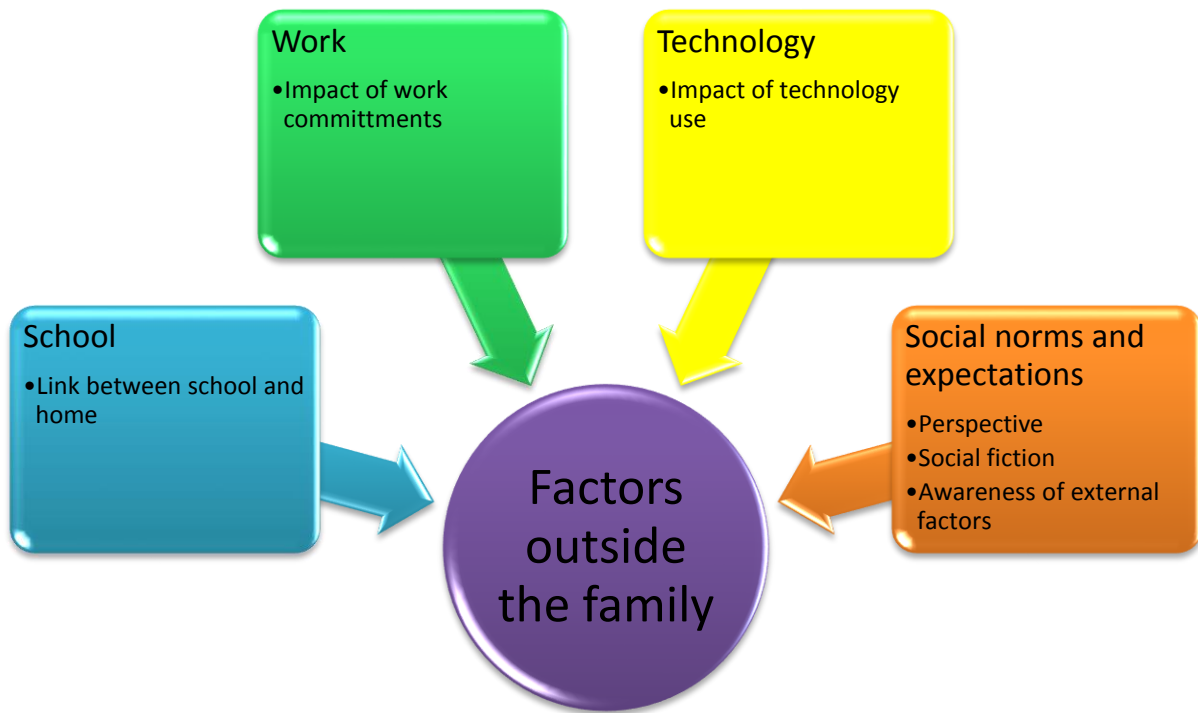 Work
•Impact of work
committments
Technology
•Impact of technology
use
School
•Link between school and
home
Social norms and
expectations
•Perspective
•Social fiction
•Awareness of external
factors
Factors
outside
the family